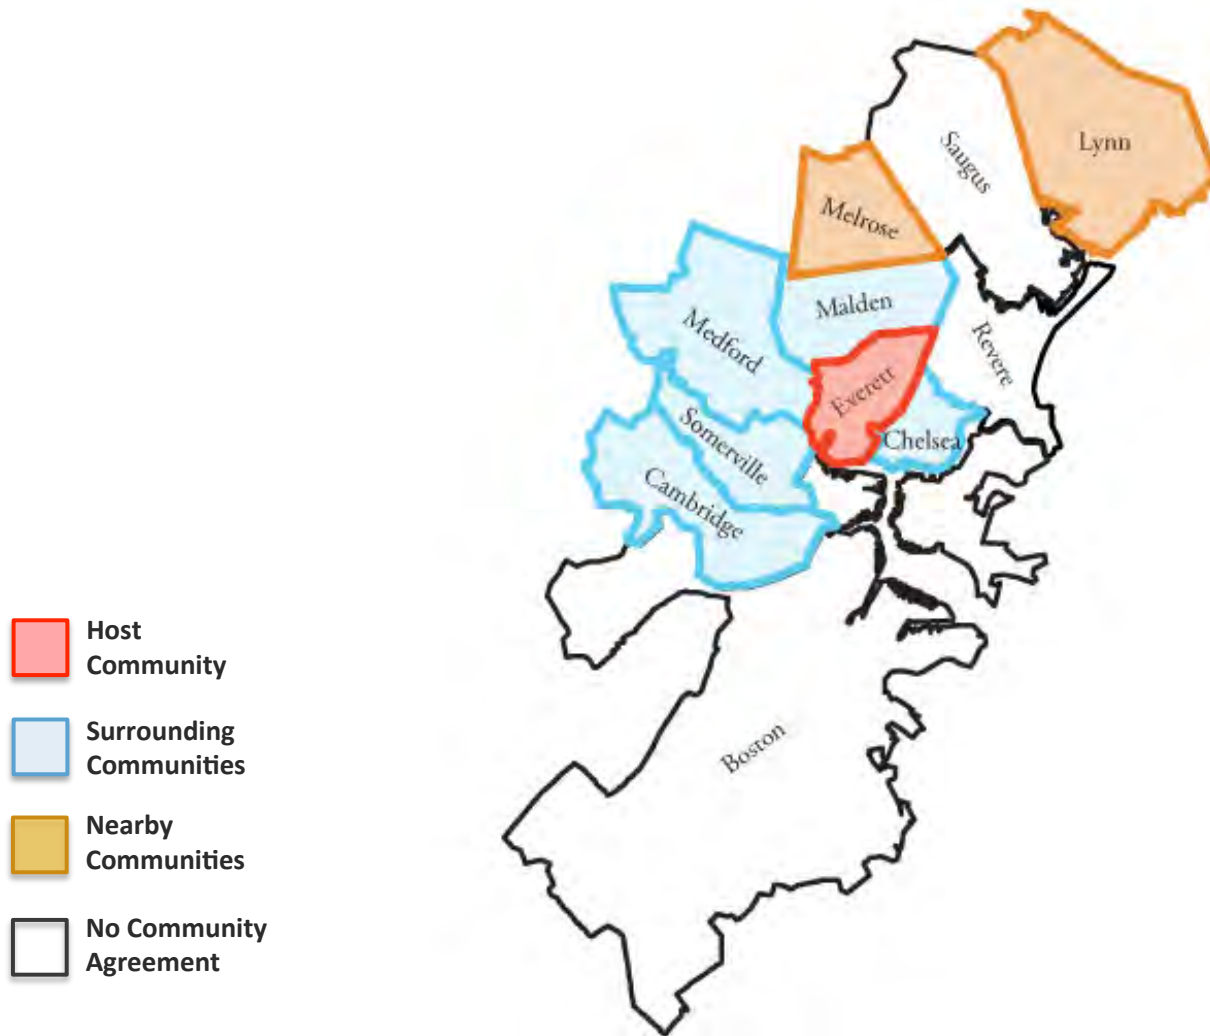 Lynn
Saugus
Melrose
Malden
Medford
Revere
Everett
Chelsea
Somerville
Cambridge
Boston
Host
Community
Surrounding
Communities
Nearby
Communities
No Community
Agreement